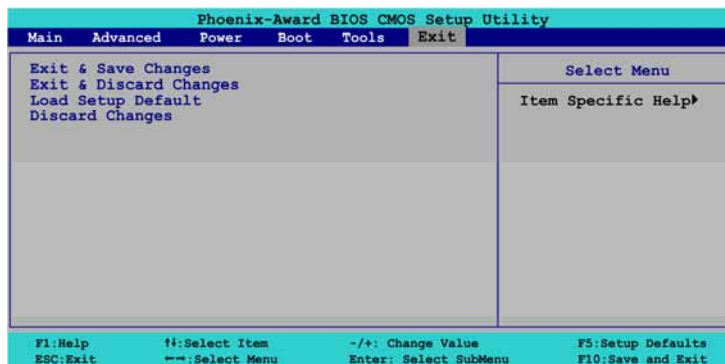 Phoenix-Award BIOS CMOS Setup Utility
Main Advanced Power Boot Tools Exit
Exit & Save Changes
Exit & Discard Changes
Load Setup Default
Discard Changes
Select Menu
Item Specific Help▶
F1:Help ↑↓:Select Item -/+: Change Value F5:Setup Defaults
ESC:Exit ←→:Select Menu Enter: Select SubMenu F10:Save and Exit